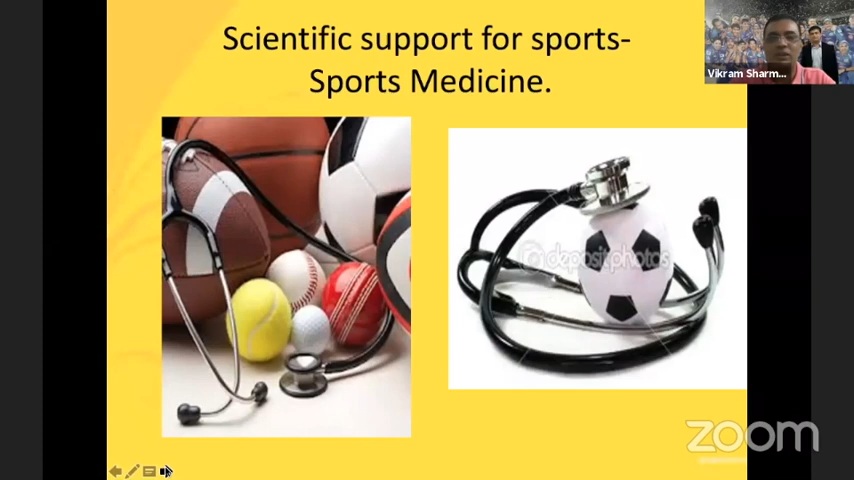 Scientific support for sports-
Sports Medicine.
Vikram Sharm...
depositphotos
zoom